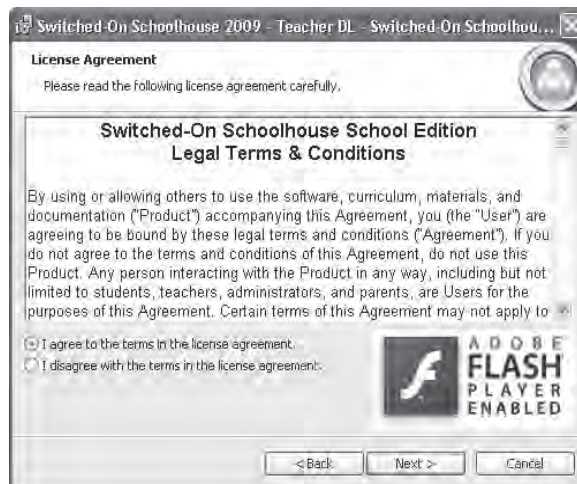 Switched-On Schoolhouse 2009 - Teacher DL - Switched-On Schoolhou...
License Agreement
Please read the following license agreement carefully.
Switched-On Schoolhouse School Edition
Legal Terms & Conditions
By using or allowing others to use the software, curriculum, materials, and
documentation ("Product") accompanying this Agreement, you (the "User") are
agreeing to be bound by these legal terms and conditions ("Agreement"). If you
do not agree to the terms and conditions of this Agreement, do not use this
Product. Any person interacting with the Product in any way, including but not
limited to students, teachers, administrators, and parents, are Users for the
purposes of this Agreement. Certain terms of this Agreement may not apply to
I agree to the terms in the license agreement.
I disagree with the terms in the license agreement.
ADOBE
FLASH
PLAYER
ENABLED
< Back
Next >
Cancel